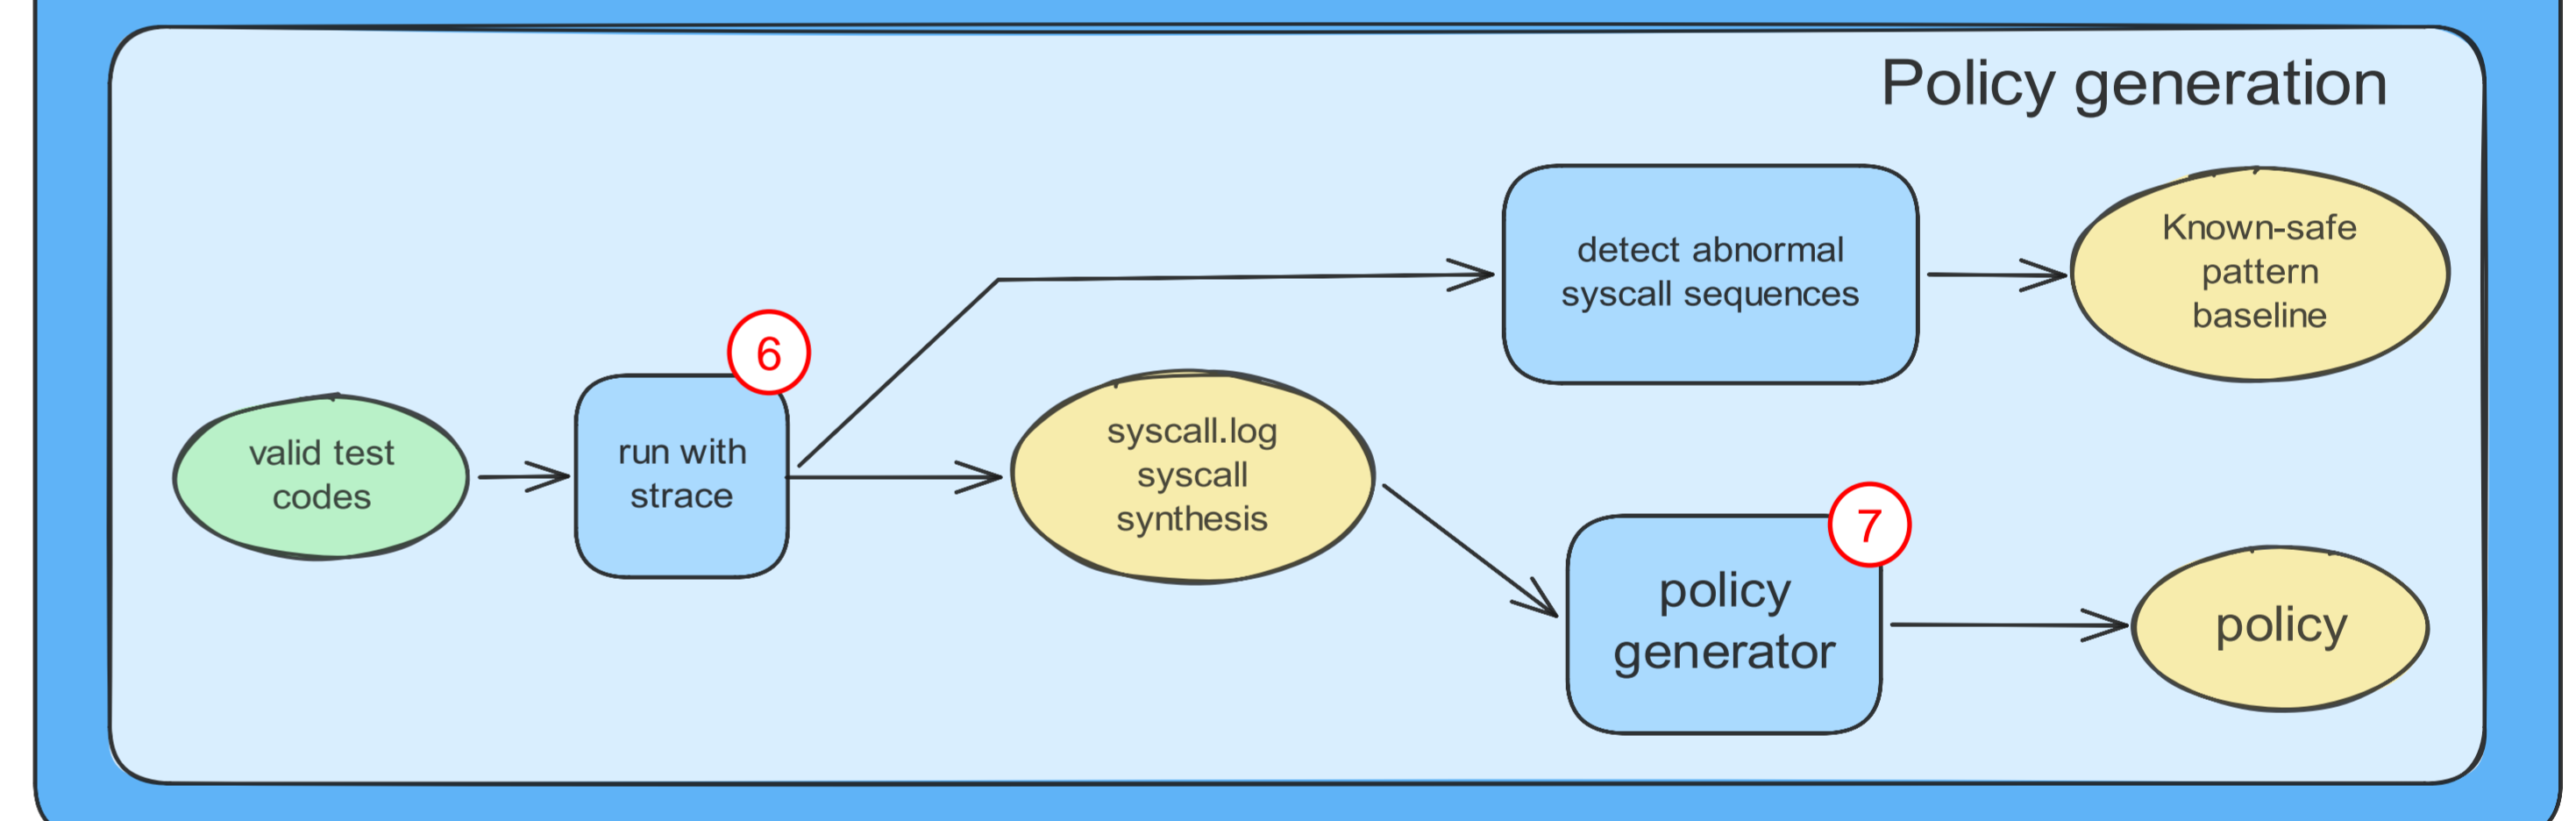 Policy generation
detect abnormal
syscall sequences
Known-safe
pattern
baseline
6
valid test
codes
run with
strace
syscall.log
syscall
synthesis
7
policy
generator
policy